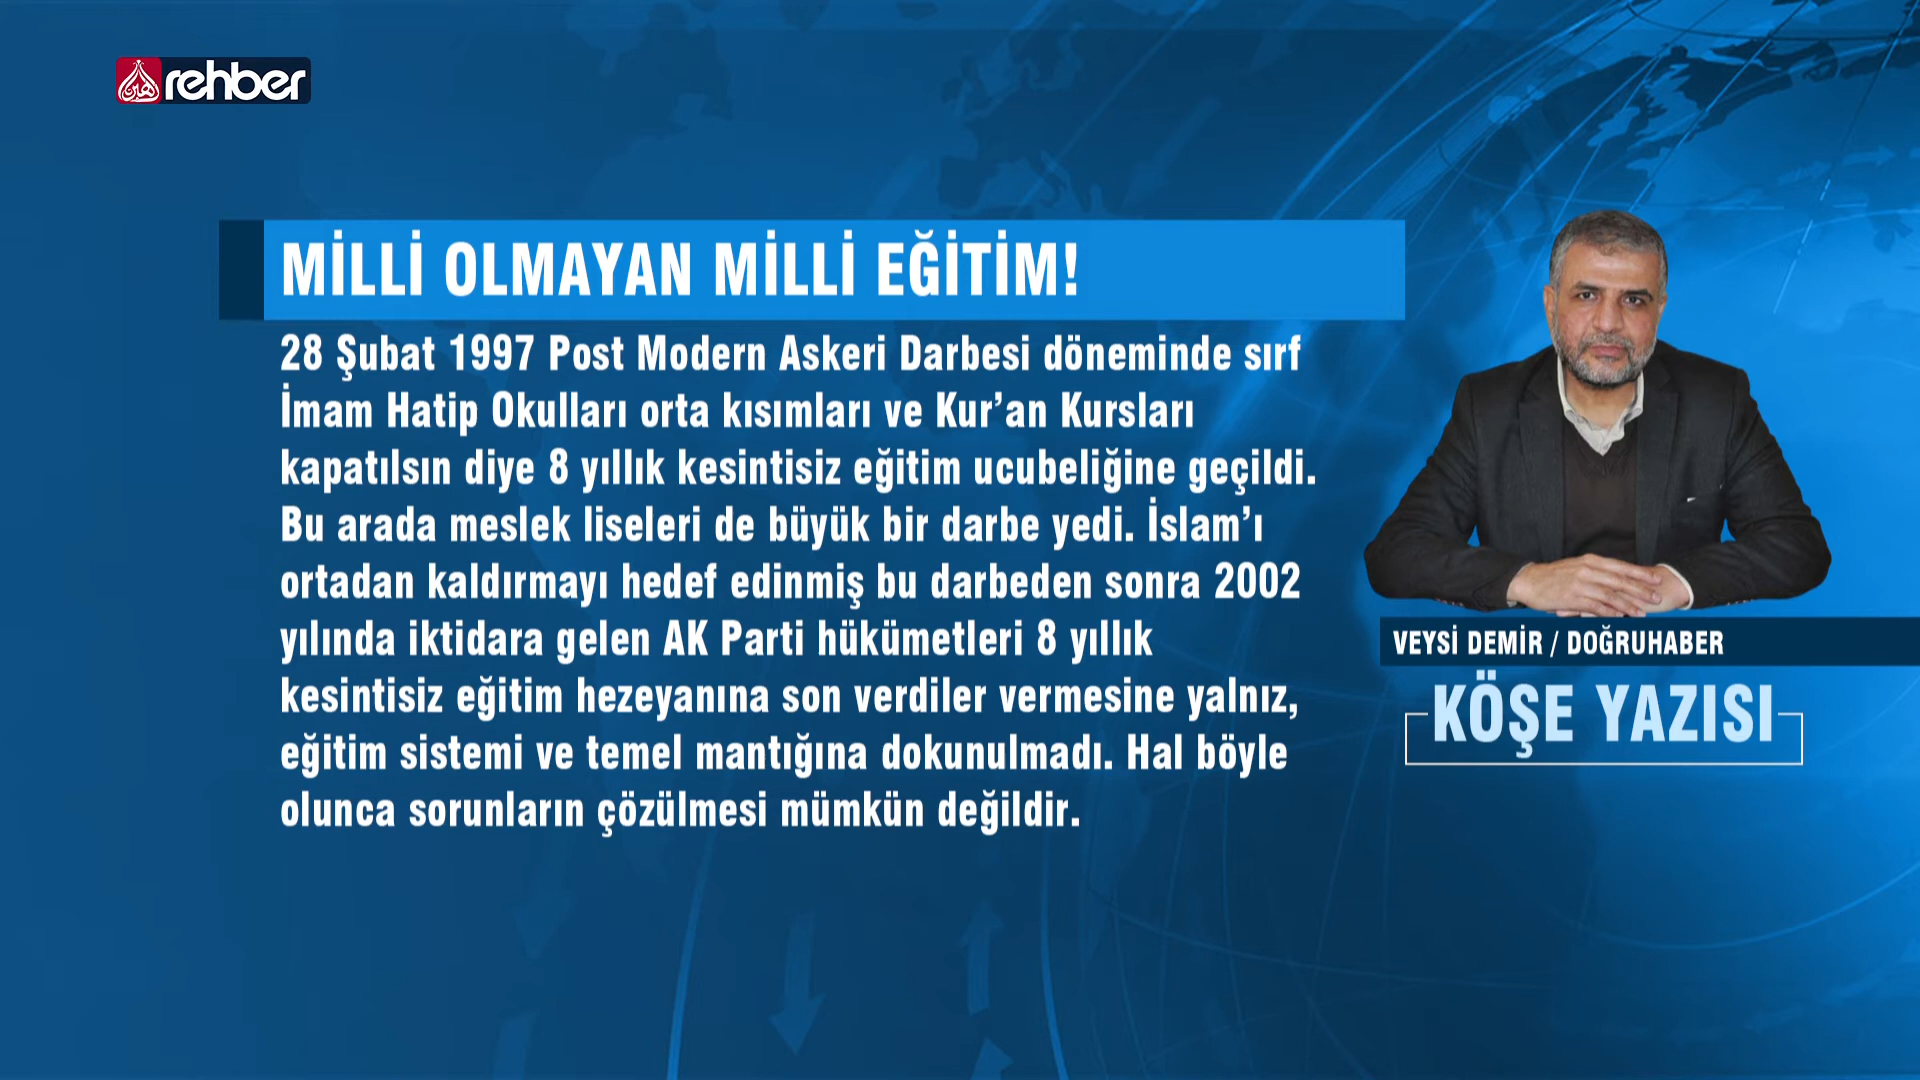 rehber
MİLLİ OLMAYAN MİLLİ EĞİTİM!
28 Şubat 1997 Post Modern Askeri Darbesi döneminde sırf
İmam Hatip Okulları orta kısımları ve Kur’an Kursları
kapatılsın diye 8 yıllık kesintisiz eğitim ucubeliğine geçildi.
Bu arada meslek liseleri de büyük bir darbe yedi. İslam’ı
ortadan kaldırmayı hedef edinmiş bu darbeden sonra 2002
yılında iktidara gelen AK Parti hükümetleri 8 yıllık
kesintisiz eğitim hezeyanına son verdiler vermesine yalnız,
eğitim sistemi ve temel mantığına dokunulmadı. Hal böyle
olunca sorunların çözülmesi mümkün değildir.
VEYSİ DEMİR / DOĞRUHABER
KÖŞE YAZISI